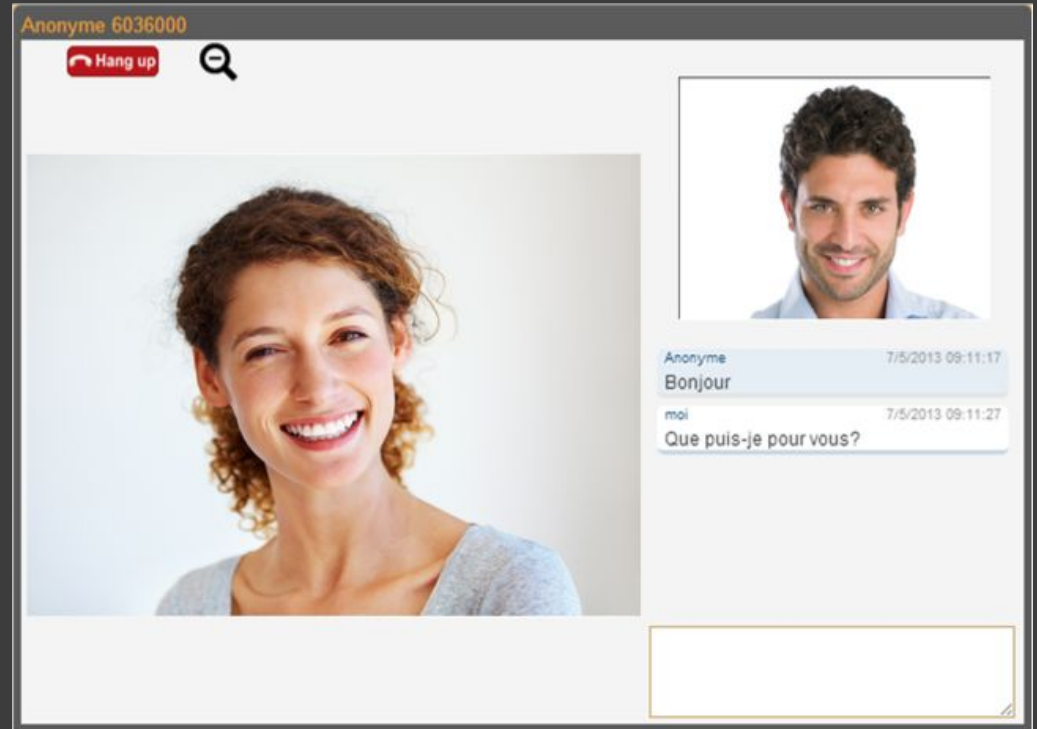 Anonyme 6036000
Hang up
Anonyme 7/5/2013 09:11:17
Bonjour
moi 7/5/2013 09:11:27
Que puis-je pour vous?